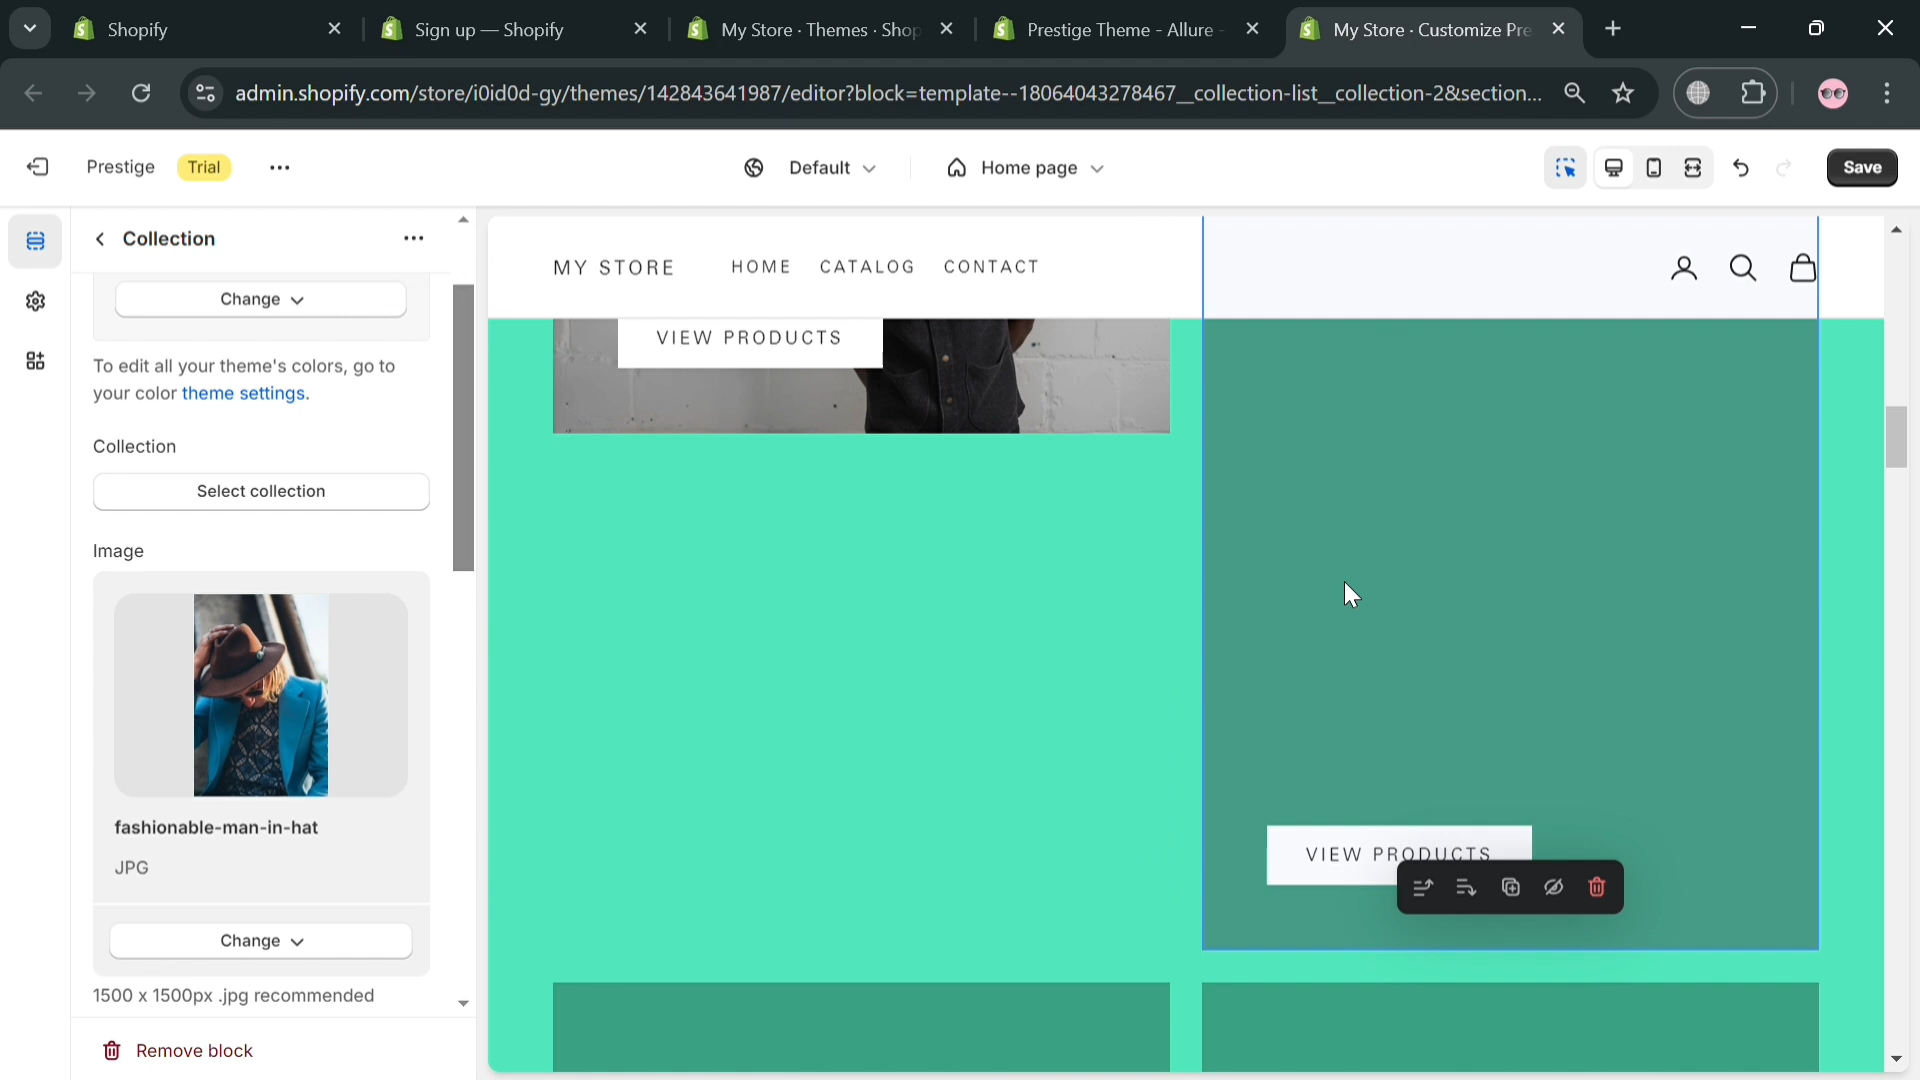 Shopify
Sign up — Shopify
My Store · Themes · Shop
Prestige Theme - Allure -
My Store · Customize Pre
admin.shopify.com/store/i0id0d-gy/themes/142843641987/editor?block=template--18064043278467__collection-list__collection-2&section...
Prestige
Trial
Default
Home page
Save
Collection
Change
To edit all your theme's colors, go to
your color theme settings.
Collection
Select collection
Image
fashionable-man-in-hat
JPG
Change
1500 x 1500px .jpg recommended
Remove block
MY STORE
HOME
CATALOG
CONTACT
VIEW PRODUCTS
VIEW PRODUCTS